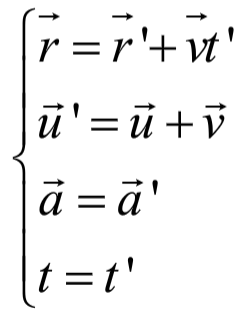 r⃗ = r⃗ '+ v⃗t '
u⃗ ' = u⃗ + v⃗
a⃗ = a⃗ '
t = t'